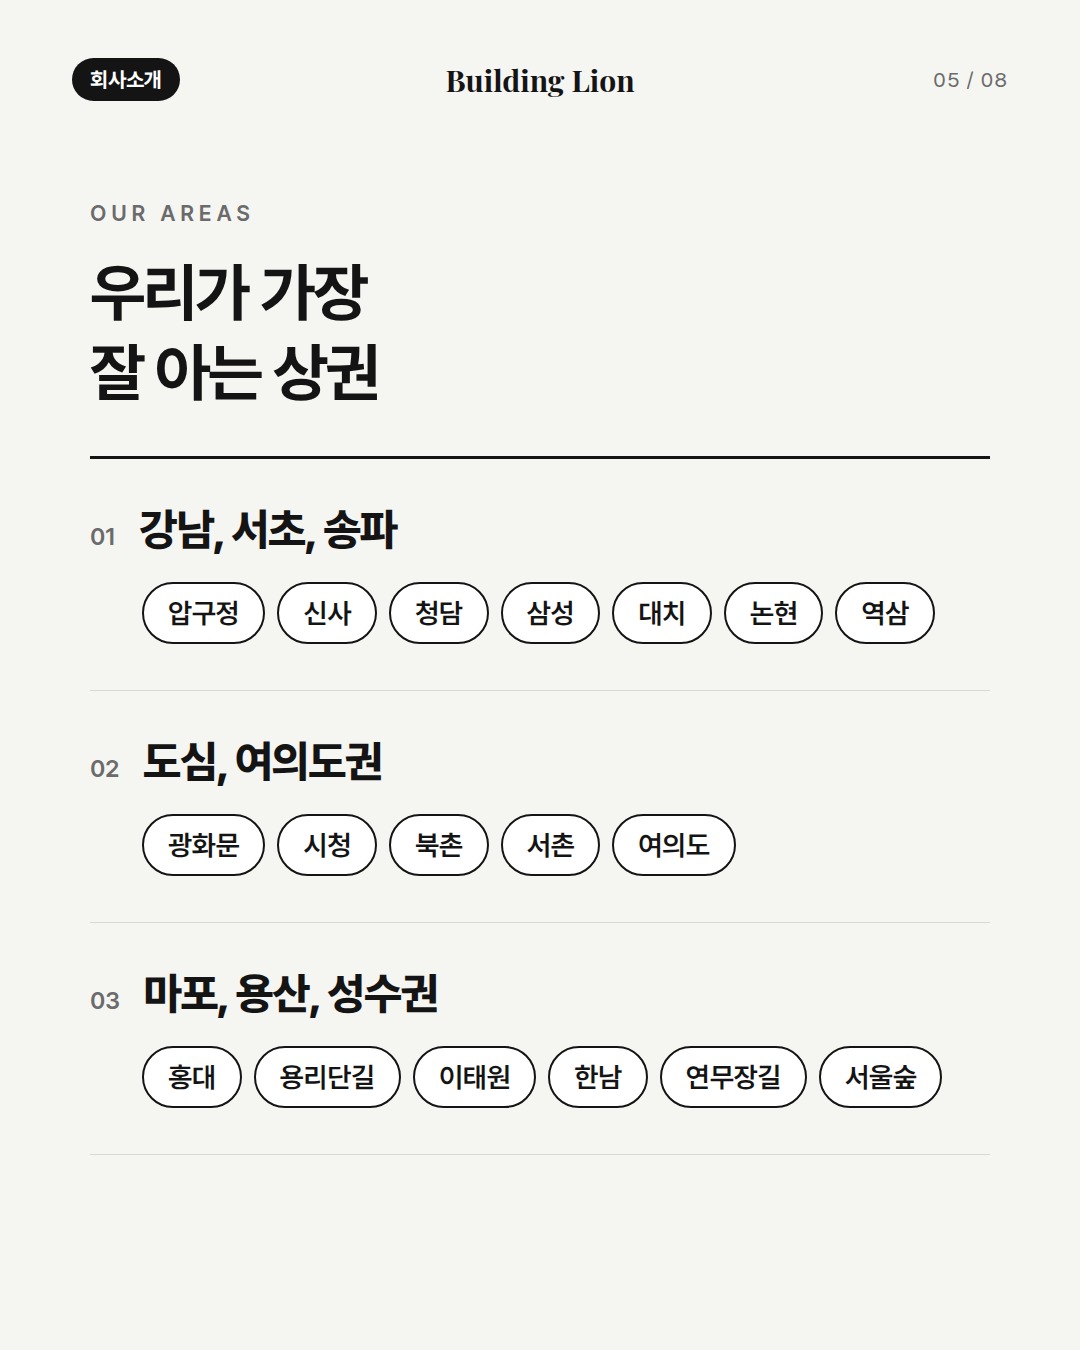 회사소개
Building Lion
05 / 08
OUR AREAS
우리가 가장
잘 아는 상권
01 강남, 서초, 송파
압구정 신사 청담 삼성 대치 논현 역삼
02 도심, 여의도권
광화문 시청 북촌 서촌 여의도
03 마포, 용산, 성수권
홍대 용리단길 이태원 한남 연무장길 서울숲